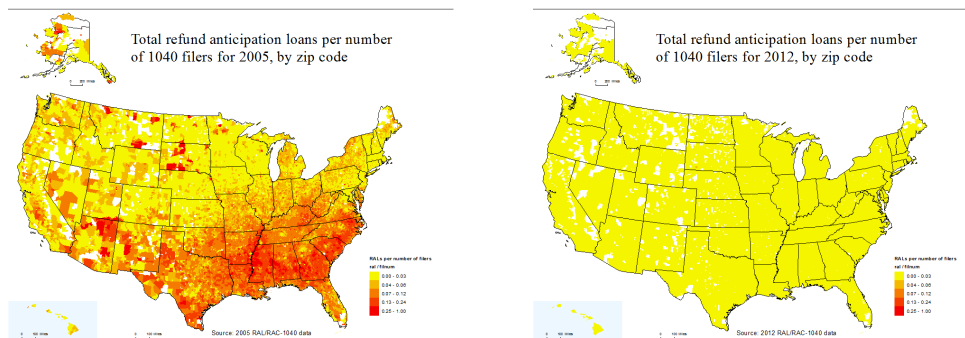 Total refund anticipation loans per number
of 1040 filers for 2005, by zip code
RALs per number of filers
ral / filnum
0.00 - 0.03
0.04 - 0.06
0.07 - 0.12
0.13 - 0.24
0.25 - 1.00
Source: 2005 RAL/RAC-1040 data
Total refund anticipation loans per number
of 1040 filers for 2012, by zip code
RALs per number of filers
ral / filnum
0.00 - 0.03
0.04 - 0.06
0.07 - 0.12
0.13 - 0.24
0.25 - 1.00
Source: 2012 RAL/RAC-1040 data